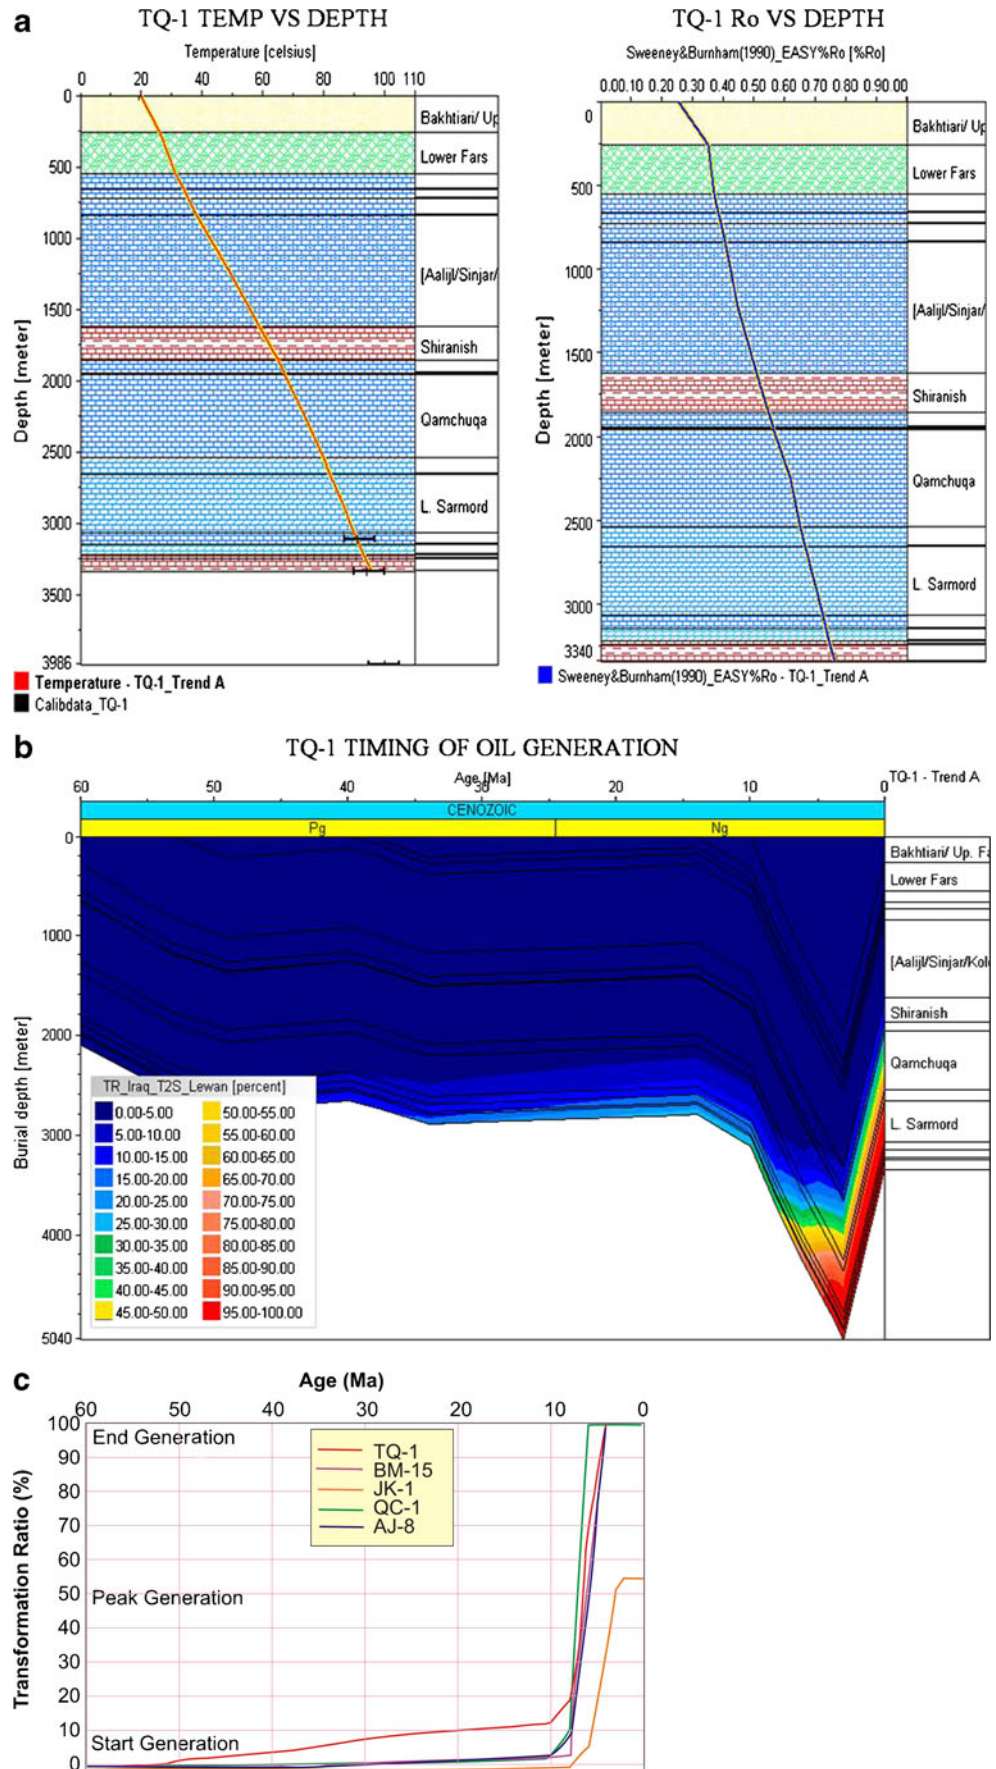 a
TQ-1 TEMP VS DEPTH
Temperature [celsius]
0 20 40 60 80 100 110
0
500
1000
1500
2000
2500
3000
3500
3986
Depth [meter]
Bakhtiari/ Up
Lower Fars
[Aalijl/Sinjar/
Shiranish
Qamchuqa
L. Sarmord
Temperature - TQ-1_Trend A
Calibdata_TQ-1
TQ-1 Ro VS DEPTH
Sweeney&Burnham(1990)_EASY%Ro [%Ro]
0.00 0.10 0.20 0.30 0.40 0.50 0.60 0.70 0.80 0.90.00
0
500
1000
1500
2000
2500
3000
3340
Depth [meter]
Bakhtiari/ Up
Lower Fars
[Aalijl/Sinjar/
Shiranish
Qamchuqa
L. Sarmord
Sweeney&Burnham(1990)_EASY%Ro - TQ-1_Trend A
b
TQ-1 TIMING OF OIL GENERATION
Age [Ma]
TQ-1 - Trend A
60 50 40 30 20 10 0
CENOZOIC
Pg Ng
0
1000
2000
3000
4000
5040
Burial depth [meter]
Bakhtiari/ Up. Fa
Lower Fars
[Aalijl/Sinjar/Kol
Shiranish
Qamchuqa
L. Sarmord
TR_Iraq_T2S_Lewan [percent]
0.00-5.00 50.00-55.00
5.00-10.00 55.00-60.00
10.00-15.00 60.00-65.00
15.00-20.00 65.00-70.00
20.00-25.00 70.00-75.00
25.00-30.00 75.00-80.00
30.00-35.00 80.00-85.00
35.00-40.00 85.00-90.00
40.00-45.00 90.00-95.00
45.00-50.00 95.00-100.00
c
Age (Ma)
60 50 40 30 20 10 0
100
90
80
70
60
50
40
30
20
10
0
Transformation Ratio (%)
End Generation
Peak Generation
Start Generation
TQ-1
BM-15
JK-1
QC-1
AJ-8